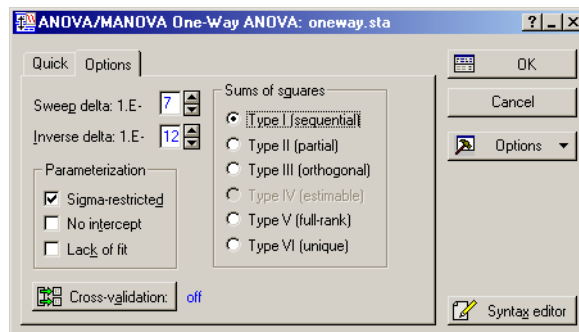 ANOVA/MANOVA One-Way ANOVA: oneway.sta
Quick Options
Sweep delta: 1.E- 7
Inverse delta: 1.E- 12
Parameterization
Sigma-restricted
No intercept
Lack of fit
Cross-validation: off
Sums of squares
Type I (sequential)
Type II (partial)
Type III (orthogonal)
Type IV (estimable)
Type V (full-rank)
Type VI (unique)
OK
Cancel
Options
Syntax editor